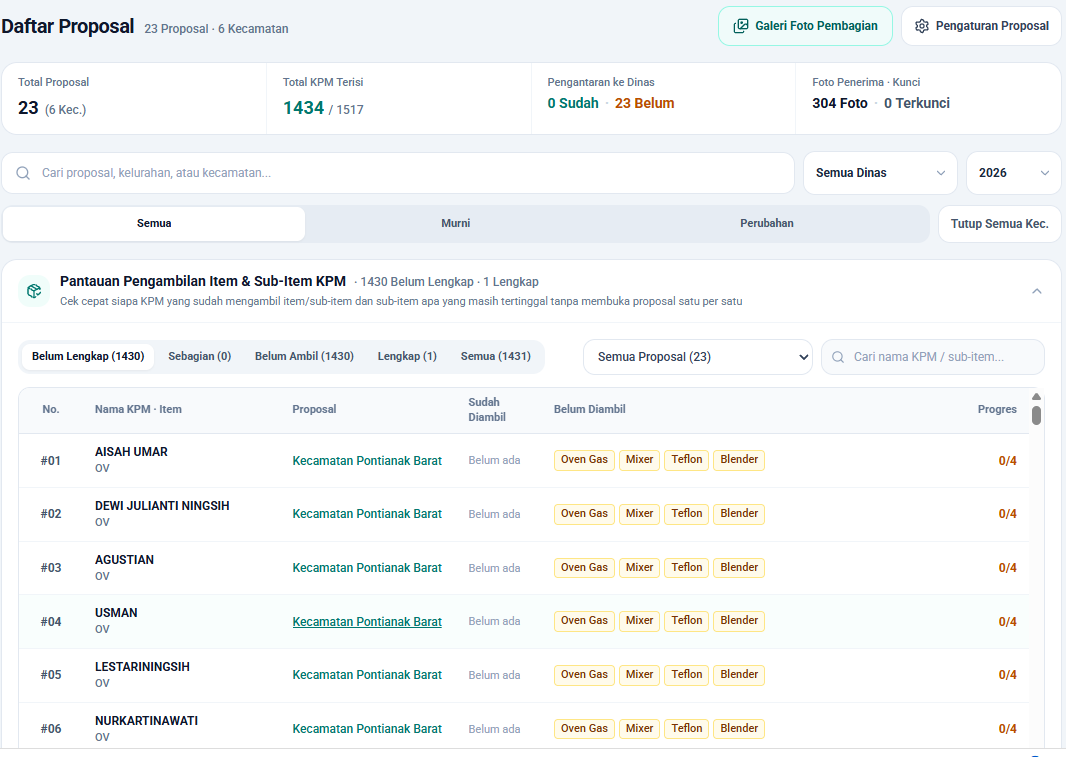 Daftar Proposal 23 Proposal · 6 Kecamatan
Galeri Foto Pembagian
Pengaturan Proposal
Total Proposal
23 (6 Kec.)
Total KPM Terisi
1434 / 1517
Pengantaran ke Dinas
0 Sudah · 23 Belum
Foto Penerima · Kunci
304 Foto · 0 Terkunci
Cari proposal, kelurahan, atau kecamatan...
Semua Dinas
2026
Semua
Murni
Perubahan
Tutup Semua Kec.
Pantauan Pengambilan Item & Sub-Item KPM · 1430 Belum Lengkap · 1 Lengkap
Cek cepat siapa KPM yang sudah mengambil item/sub-item dan sub-item apa yang masih tertinggal tanpa membuka proposal satu per satu
Belum Lengkap (1430)
Sebagian (0)
Belum Ambil (1430)
Lengkap (1)
Semua (1431)
Semua Proposal (23)
Cari nama KPM / sub-item...
No.
Nama KPM · Item
Proposal
Sudah
Diambil
Belum Diambil
Progres
#01
AISAH UMAR
OV
Kecamatan Pontianak Barat
Belum ada
Oven Gas Mixer Teflon Blender
0/4
#02
DEWI JULIANTI NINGSIH
OV
Kecamatan Pontianak Barat
Belum ada
Oven Gas Mixer Teflon Blender
0/4
#03
AGUSTIAN
OV
Kecamatan Pontianak Barat
Belum ada
Oven Gas Mixer Teflon Blender
0/4
#04
USMAN
OV
Kecamatan Pontianak Barat
Belum ada
Oven Gas Mixer Teflon Blender
0/4
#05
LESTARININGSIH
OV
Kecamatan Pontianak Barat
Belum ada
Oven Gas Mixer Teflon Blender
0/4
#06
NURKARTINAWATI
OV
Kecamatan Pontianak Barat
Belum ada
Oven Gas Mixer Teflon Blender
0/4